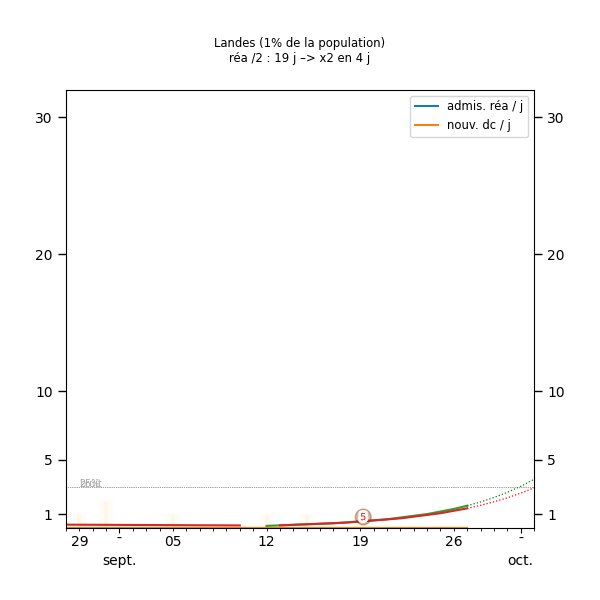 Landes (1% de la population)
réa /2 : 19 j –> x2 en 4 j
admis. réa / j
nouv. dc / j
30 30
20 20
10 10
5 5
1 1
5
29 - 05 12 19 26 -
sept. oct.